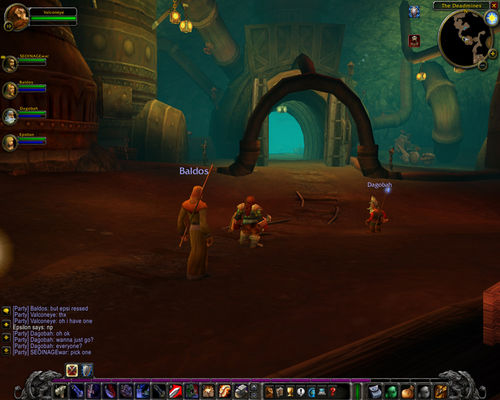 Valconeye
19
The Deadmines
SEOINAGEwar
Baldos
Dagobah
Epsilon
Baldos
Dagobah
[Party] Baldos: but epsi ressed
[Party] Valconeye: thx
[Party] Valconeye: oh i have one
Epsilon says: np
[Party] Dagobah: oh ok
[Party] Dagobah: wanna just go?
[Party] Dagobah: everyone?
[Party] SEOINAGEwar: pick one